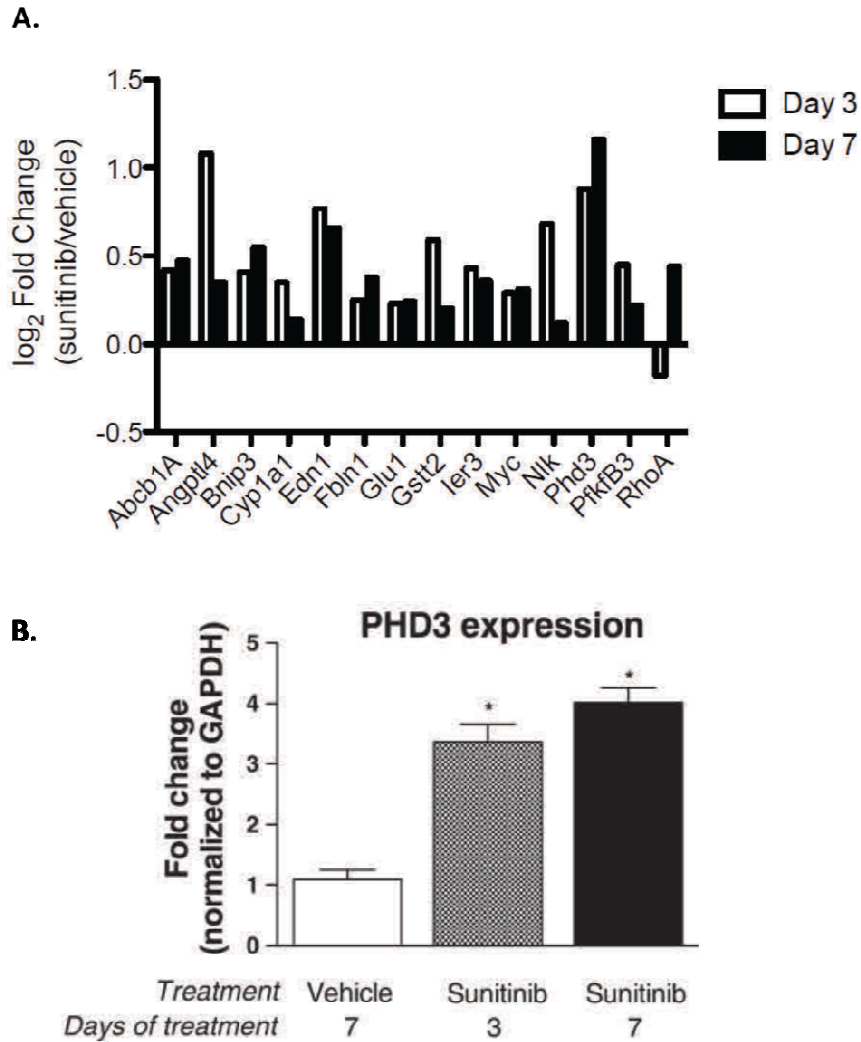 A.
1.5
1.0
0.5
0.0
-0.5
log2 Fold Change
(sunitinib/vehicle)
Day 3
Day 7
Abcb1A
Angptl4
Bnip3
Cyp1a1
Edn1
Fbln1
Glu1
Gstt2
Ier3
Myc
Nlk
Phd3
PfkfB3
RhoA
B.
PHD3 expression
Fold change
(normalized to GAPDH)
5
4
3
2
1
0
*
*
Treatment Vehicle Sunitinib Sunitinib
Days of treatment 7 3 7